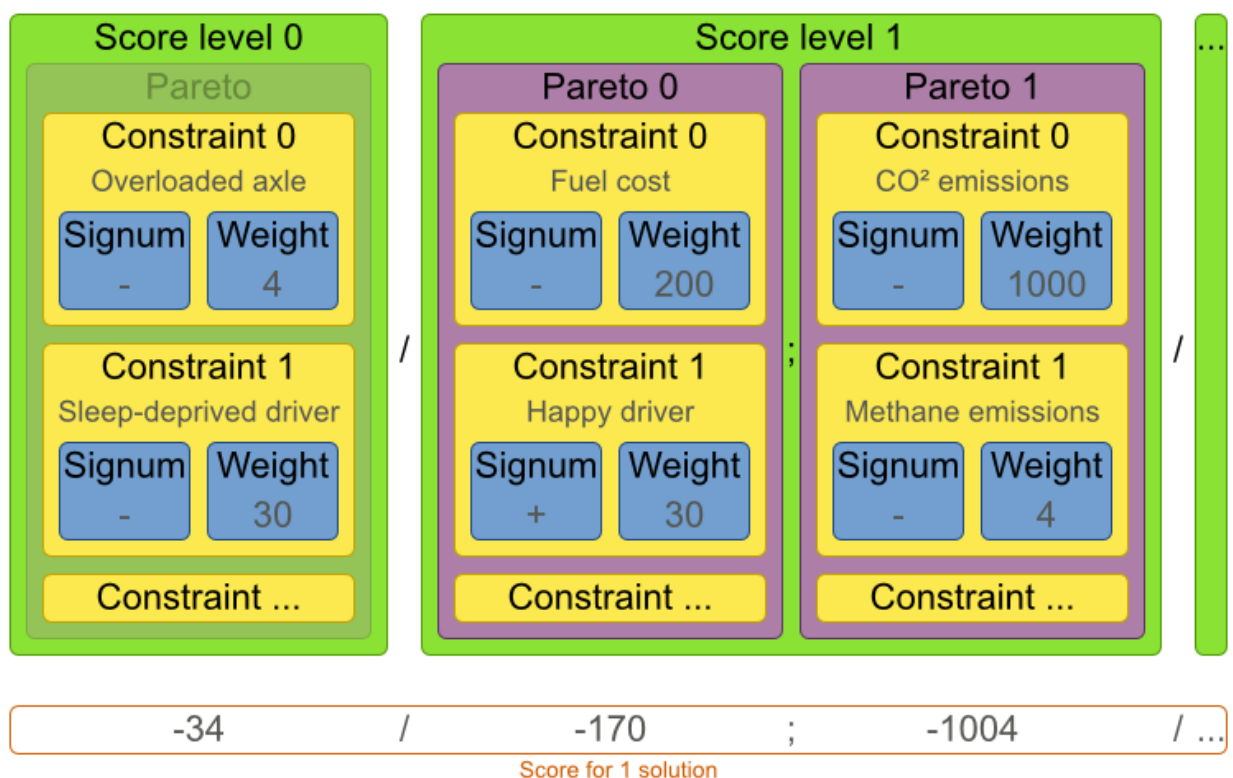 Score level 0
Pareto
Constraint 0
Overloaded axle
Signum Weight
- 4
Constraint 1
Sleep-deprived driver
Signum Weight
- 30
Constraint ...
/
Score level 1
Pareto 0
Constraint 0
Fuel cost
Signum Weight
- 200
Constraint 1
Happy driver
Signum Weight
+ 30
Constraint ...
;
Pareto 1
Constraint 0
CO² emissions
Signum Weight
- 1000
Constraint 1
Methane emissions
Signum Weight
- 4
Constraint ...
/
...
-34 / -170 ; -1004 / ...
Score for 1 solution